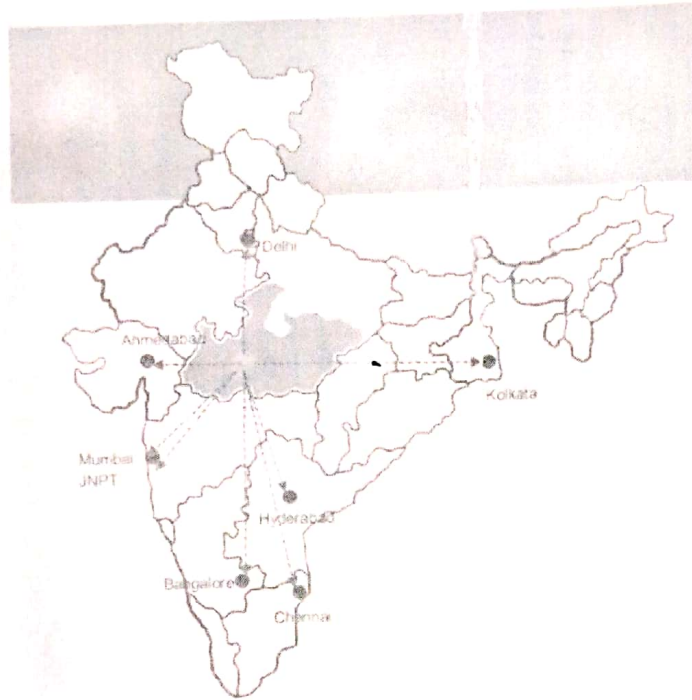 Delhi
Ahmedabad
Kolkata
Mumbai
JNPT
Hyderabad
Bangalore
Chennai